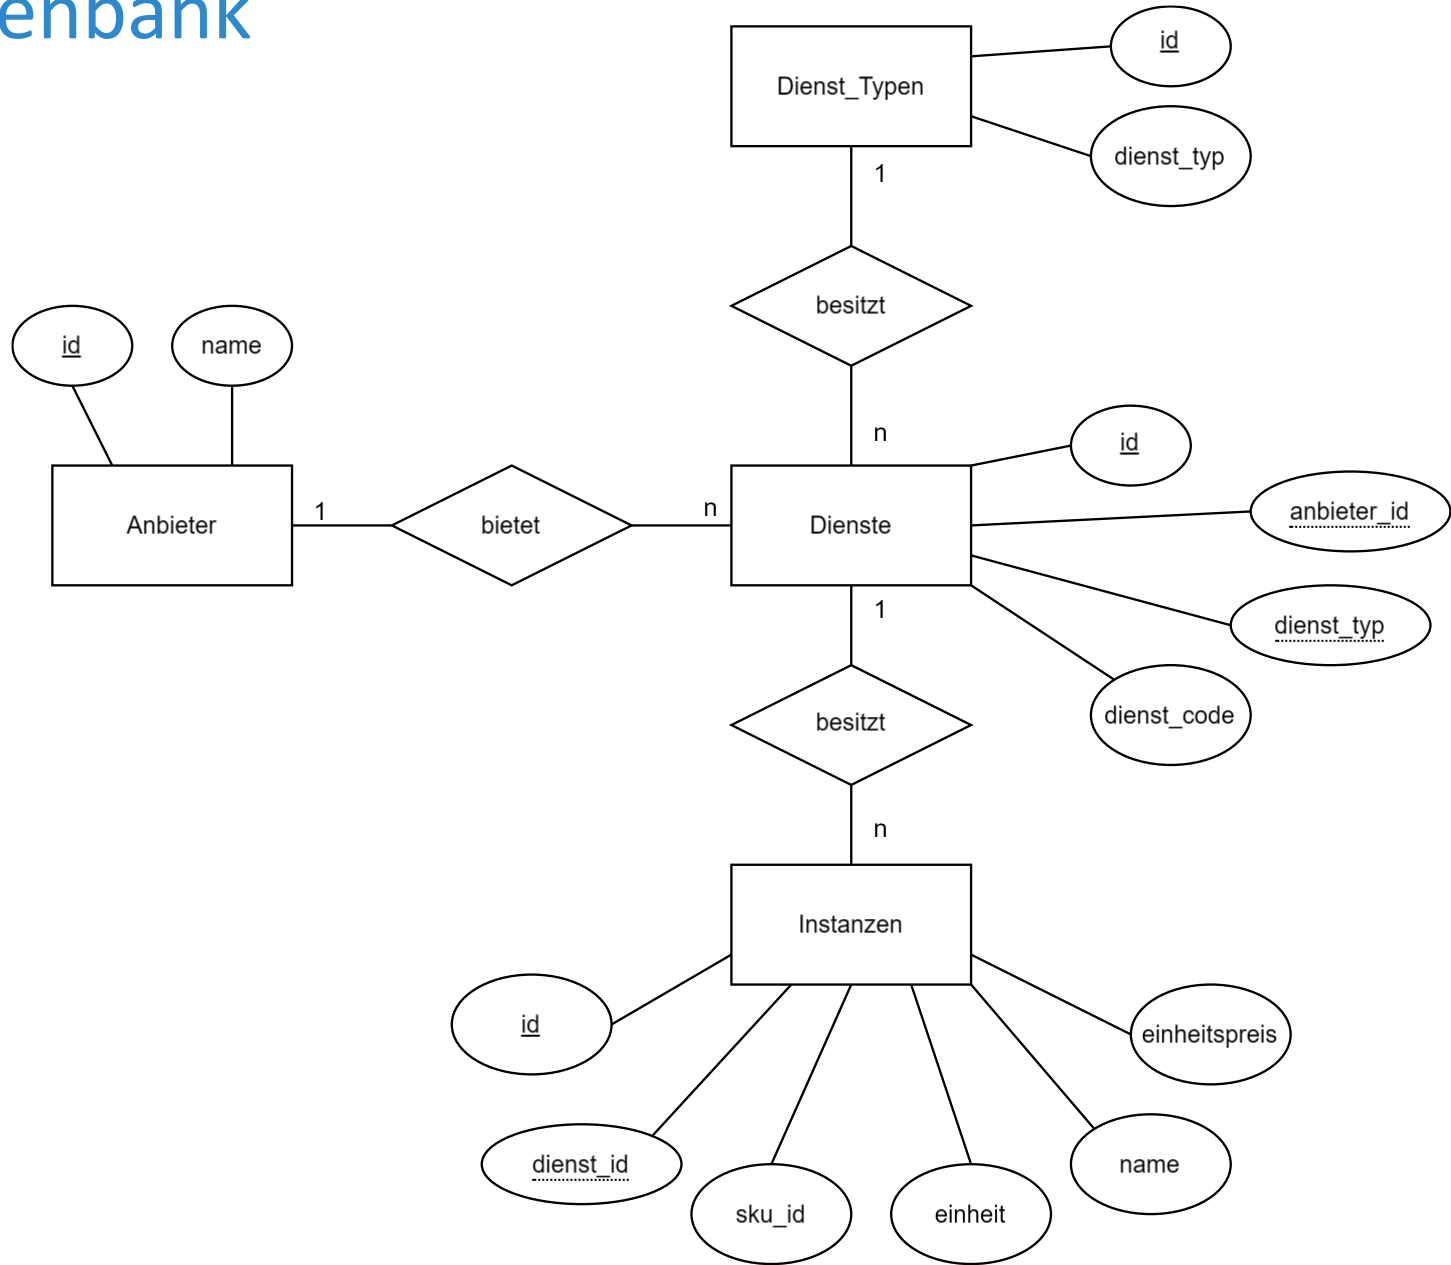 enbank
Dienst_Typen
id
dienst_typ
1
besitzt
n
id
name
Anbieter
1
bietet
n
Dienste
id
anbieter_id
dienst_typ
dienst_code
1
besitzt
n
Instanzen
id
dienst_id
sku_id
einheit
name
einheitspreis